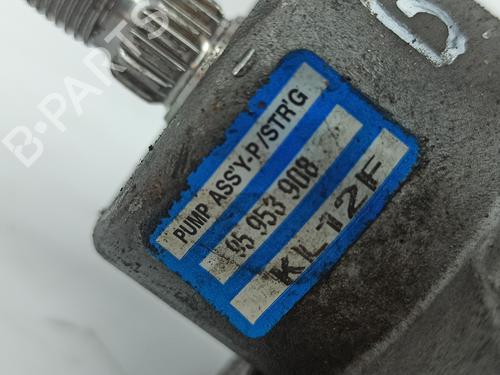 PUMP ASS'Y-P/STR'G
95 953 908
KL12F
B-PARTS